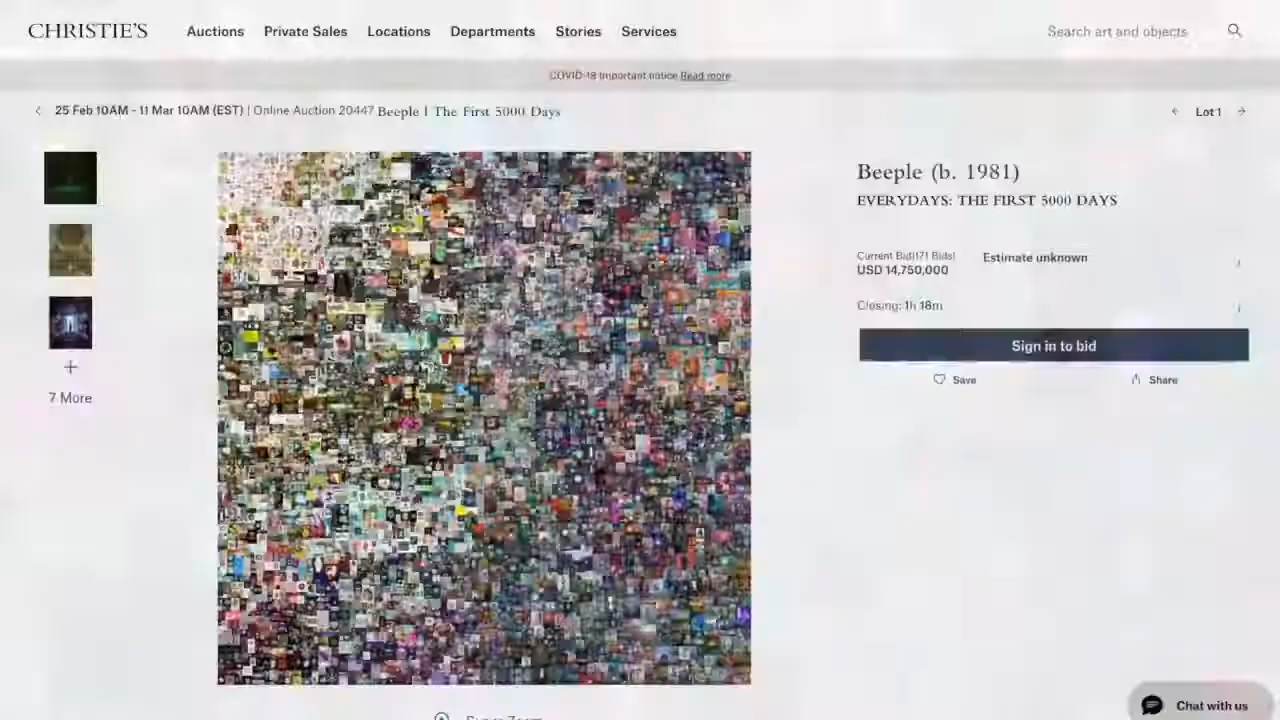 CHRISTIE'S Auctions Private Sales Locations Departments Stories Services Search art and objects
COVID-19 Important notice Read more
25 Feb 10AM - 11 Mar 10AM (EST) | Online Auction 20447 Beeple | The First 5000 Days Lot 1
Beeple (b. 1981)
EVERYDAYS: THE FIRST 5000 DAYS
Current Bid(171 Bids) Estimate unknown
USD 14,750,000
Closing: 1h 18m
Sign in to bid
Save Share
7 More
Chat with us